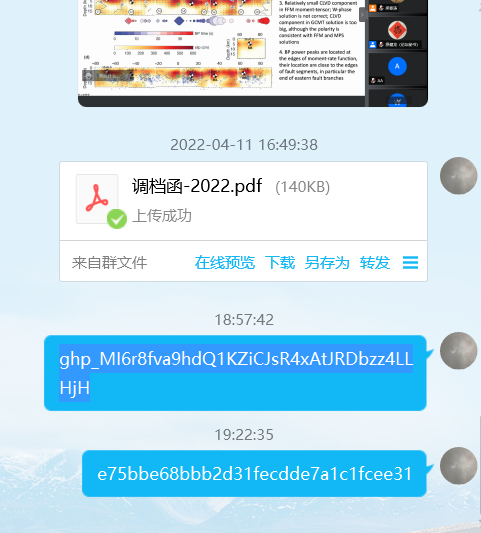 3. Relatively small CLVD component
in FFM moment-tensor; W-phase
solution is not correct; CLVD
component in GCMT solution is too
big, although the polarity is
consistent with FFM and MPS
solutions
4. BP power peaks are located at the
edges of moment-rate function,
their location are close to the edges
of fault segments, in particular the
end of eastern fault branches
A
AA
2022-04-11 16:49:38
调档函-2022.pdf (140KB)
上传成功
来自群文件 在线预览 下载 另存为 转发
18:57:42
ghp_MI6r8fva9hdQ1KZiCJsR4xAtJRDbzz4LL
HjH
19:22:35
e75bbe68bbb2d31fecdde7a1c1fcee31